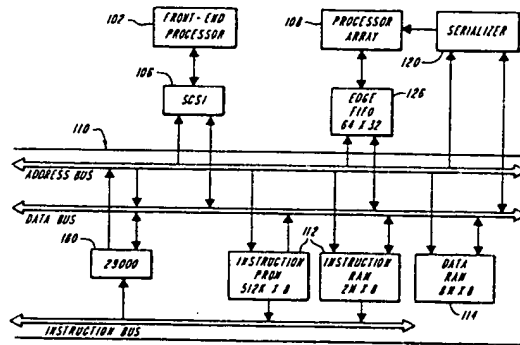 102
FRONT-END
PROCESSOR
108
PROCESSOR
ARRAY
SERIALIZER
120
106
SCSI
126
EDGE
FIFO
64 X 32
110
ADDRESS BUS
DATA BUS
160
29000
112
INSTRUCTION
PROM
512K X 8
INSTRUCTION
RAM
2M X 8
DATA
RAM
8M X 8
114
INSTRUCTION BUS